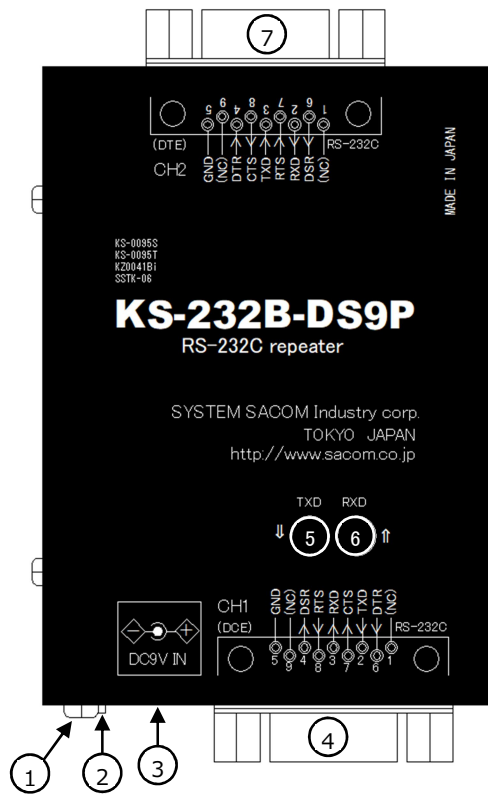 7
5 9 4 8 3 7 2 6 1
(DTE)
RS-232C
CH2
GND
(NC)
DTR
CTS
TXD
RTS
RXD
DSR
(NC)
MADE IN JAPAN
KS-0095S
KS-0095T
KZ0041Bi
SSTK-06
KS-232B-DS9P
RS-232C repeater
SYSTEM SACOM Industry corp.
TOKYO JAPAN
http://www.sacom.co.jp
TXD RXD
⇓ 5 6 ⇑
CH1
(DCE)
GND
(NC)
DSR
RTS
RXD
CTS
TXD
DTR
(NC)
RS-232C
5 9 4 8 3 7 2 6 1
DC9V IN
1 2 3 4